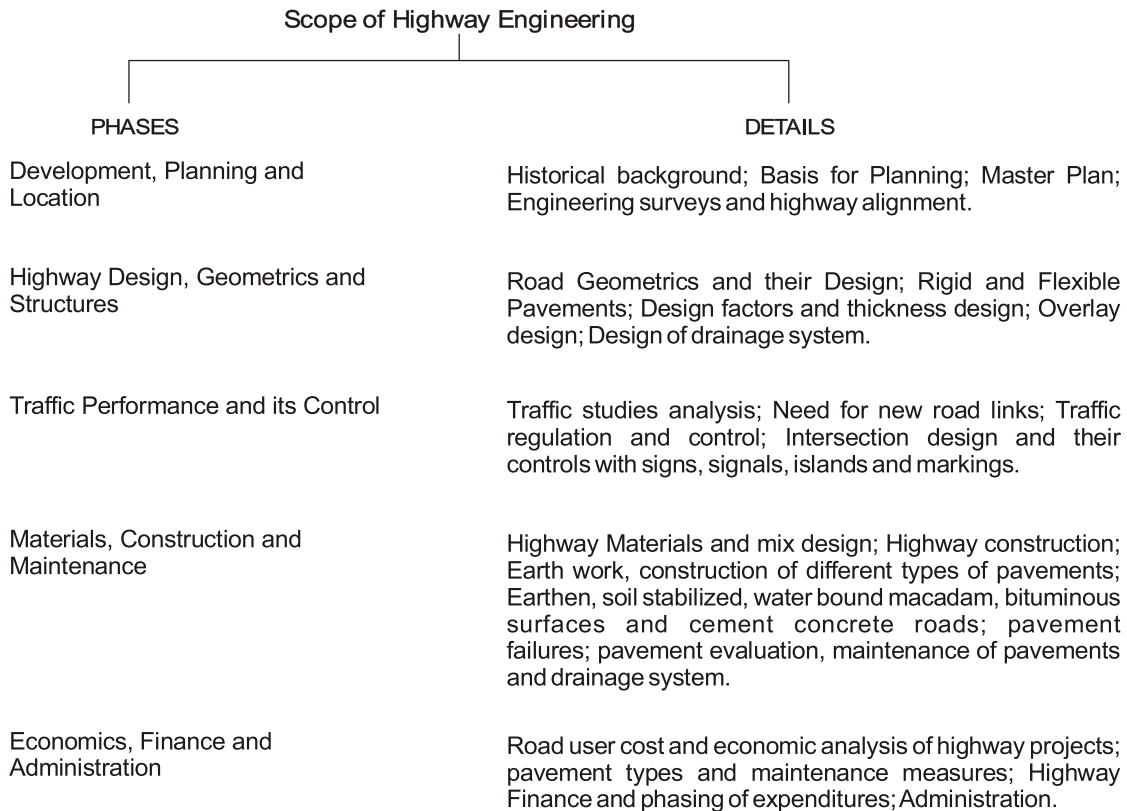 Scope of Highway Engineering
PHASES
DETAILS
Development, Planning and
Location
Historical background; Basis for Planning; Master Plan;
Engineering surveys and highway alignment.
Highway Design, Geometrics and
Structures
Road Geometrics and their Design; Rigid and Flexible
Pavements; Design factors and thickness design; Overlay
design; Design of drainage system.
Traffic Performance and its Control
Traffic studies analysis; Need for new road links; Traffic
regulation and control; Intersection design and their
controls with signs, signals, islands and markings.
Materials, Construction and
Maintenance
Highway Materials and mix design; Highway construction;
Earth work, construction of different types of pavements;
Earthen, soil stabilized, water bound macadam, bituminous
surfaces and cement concrete roads; pavement
failures; pavement evaluation, maintenance of pavements
and drainage system.
Economics, Finance and
Administration
Road user cost and economic analysis of highway projects;
pavement types and maintenance measures; Highway
Finance and phasing of expenditures; Administration.